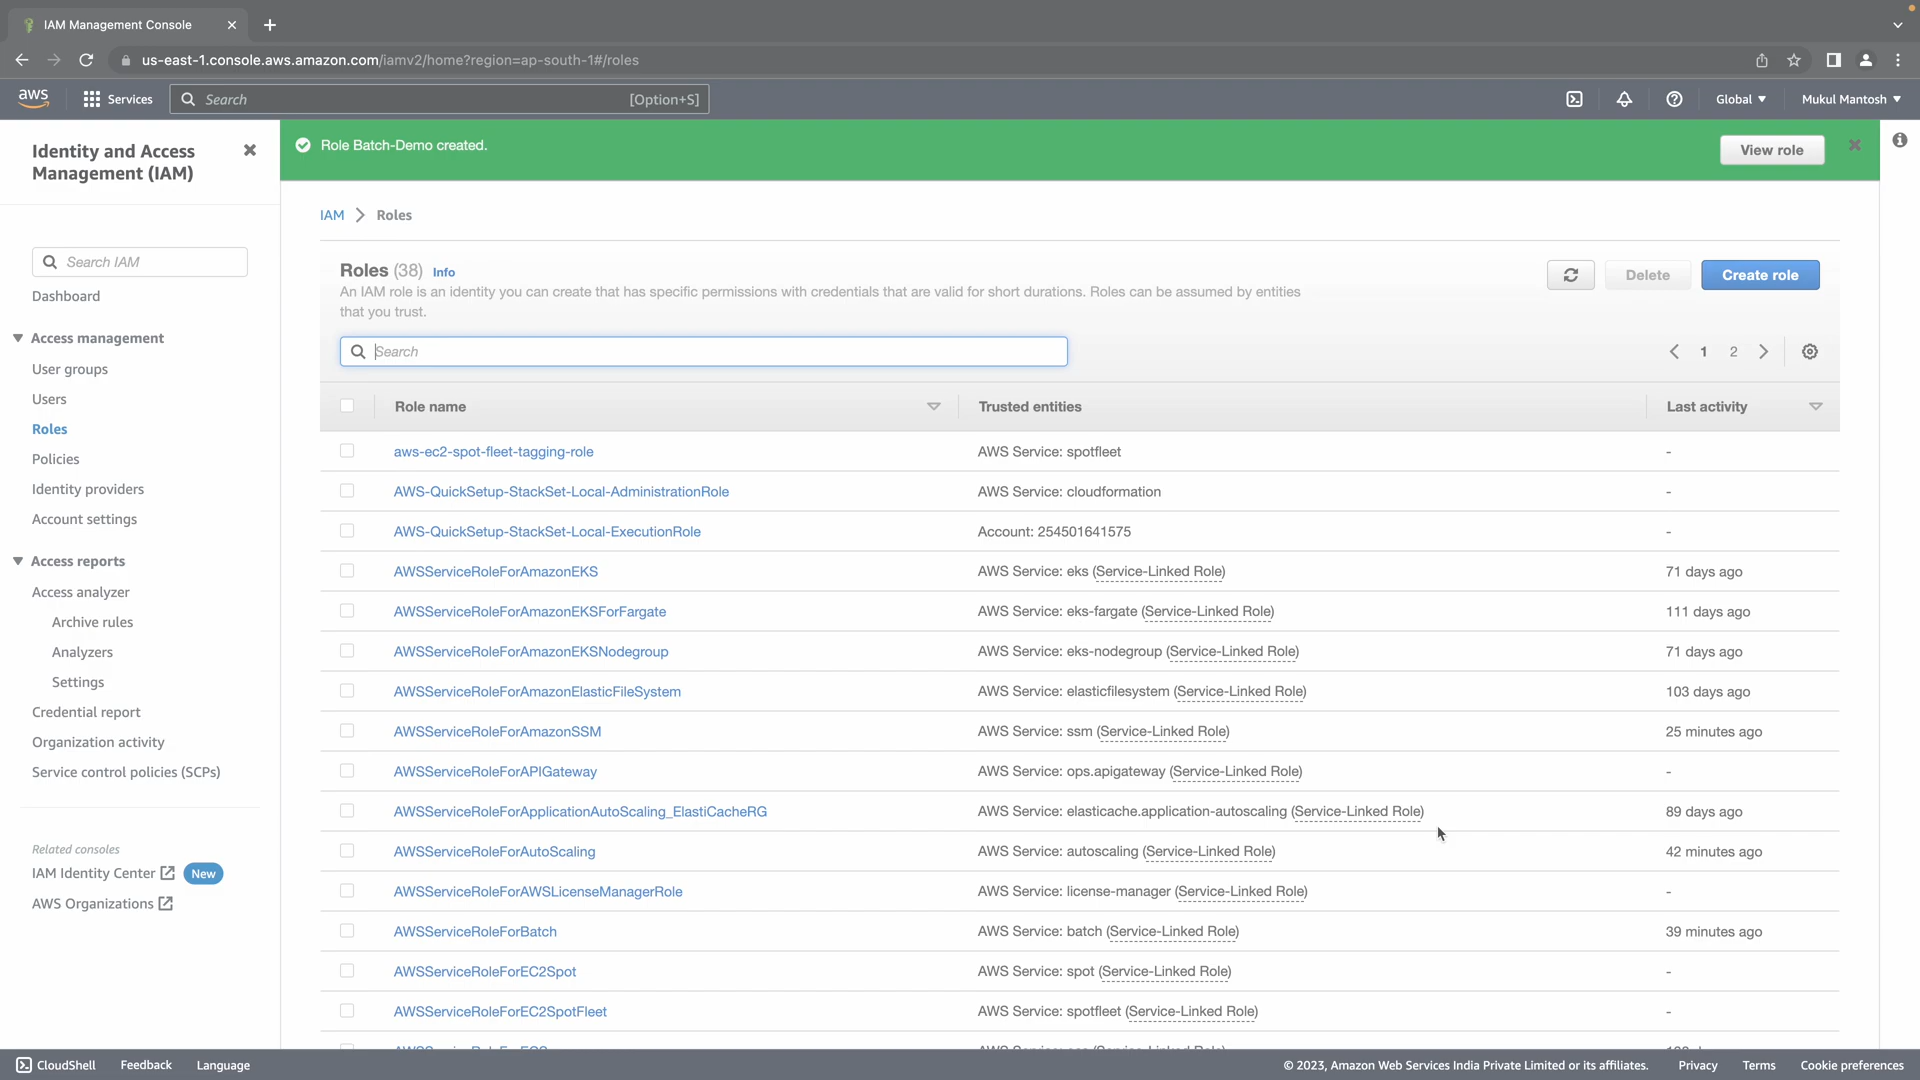 IAM Management Console
us-east-1.console.aws.amazon.com/iamv2/home?region=ap-south-1#/roles
aws
Services
Search
[Option+S]
Global
Mukul Mantosh
Identity and Access
Management (IAM)
Search IAM
Dashboard
Access management
User groups
Users
Roles
Policies
Identity providers
Account settings
Access reports
Access analyzer
Archive rules
Analyzers
Settings
Credential report
Organization activity
Service control policies (SCPs)
Related consoles
IAM Identity Center New
AWS Organizations
Role Batch-Demo created.
View role
IAM > Roles
Roles (38) Info
An IAM role is an identity you can create that has specific permissions with credentials that are valid for short durations. Roles can be assumed by entities
that you trust.
Delete
Create role
Search
1 2
Role name Trusted entities Last activity
aws-ec2-spot-fleet-tagging-role AWS Service: spotfleet -
AWS-QuickSetup-StackSet-Local-AdministrationRole AWS Service: cloudformation -
AWS-QuickSetup-StackSet-Local-ExecutionRole Account: 254501641575 -
AWSServiceRoleForAmazonEKS AWS Service: eks (Service-Linked Role) 71 days ago
AWSServiceRoleForAmazonEKSForFargate AWS Service: eks-fargate (Service-Linked Role) 111 days ago
AWSServiceRoleForAmazonEKSNodegroup AWS Service: eks-nodegroup (Service-Linked Role) 71 days ago
AWSServiceRoleForAmazonElasticFileSystem AWS Service: elasticfilesystem (Service-Linked Role) 103 days ago
AWSServiceRoleForAmazonSSM AWS Service: ssm (Service-Linked Role) 25 minutes ago
AWSServiceRoleForAPIGateway AWS Service: ops.apigateway (Service-Linked Role) -
AWSServiceRoleForApplicationAutoScaling_ElastiCacheRG AWS Service: elasticache.application-autoscaling (Service-Linked Role) 89 days ago
AWSServiceRoleForAutoScaling AWS Service: autoscaling (Service-Linked Role) 42 minutes ago
AWSServiceRoleForAWSLicenseManagerRole AWS Service: license-manager (Service-Linked Role) -
AWSServiceRoleForBatch AWS Service: batch (Service-Linked Role) 39 minutes ago
AWSServiceRoleForEC2Spot AWS Service: spot (Service-Linked Role) -
AWSServiceRoleForEC2SpotFleet AWS Service: spotfleet (Service-Linked Role) -
CloudShell Feedback Language © 2023, Amazon Web Services India Private Limited or its affiliates. Privacy Terms Cookie preferences